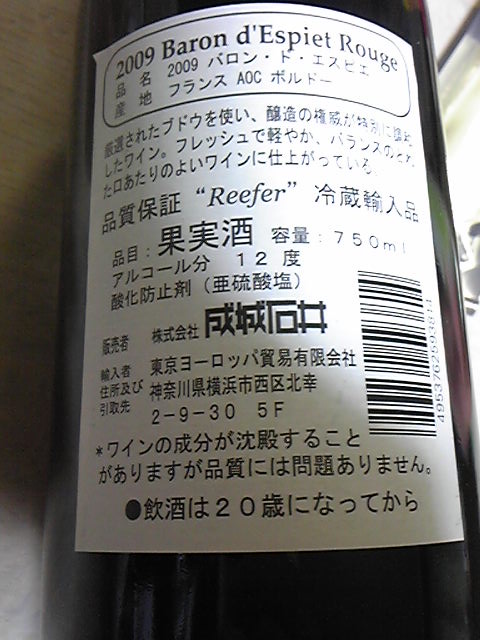 2009 Baron d'Espiet Rouge
品名 2009 バロン・ド・エスピエ
産地 フランス AOC ボルドー
厳選されたブドウを使い、醸造の権威が特別に醸造
したワイン。フレッシュで軽やか、バランスのとれ
た口あたりのよいワインに仕上がっている。
品質保証 “Reefer” 冷蔵輸入品
品目:果実酒 容量:750ml
アルコール分 12度
酸化防止剤(亜硫酸塩)
販売者 株式会社 成城石井
輸入者 東京ヨーロッパ貿易有限会社
住所及び 神奈川県横浜市西区北幸
引取先 2-9-30 5F
*ワインの成分が沈殿すること
がありますが品質には問題ありません。
●飲酒は20歳になってから